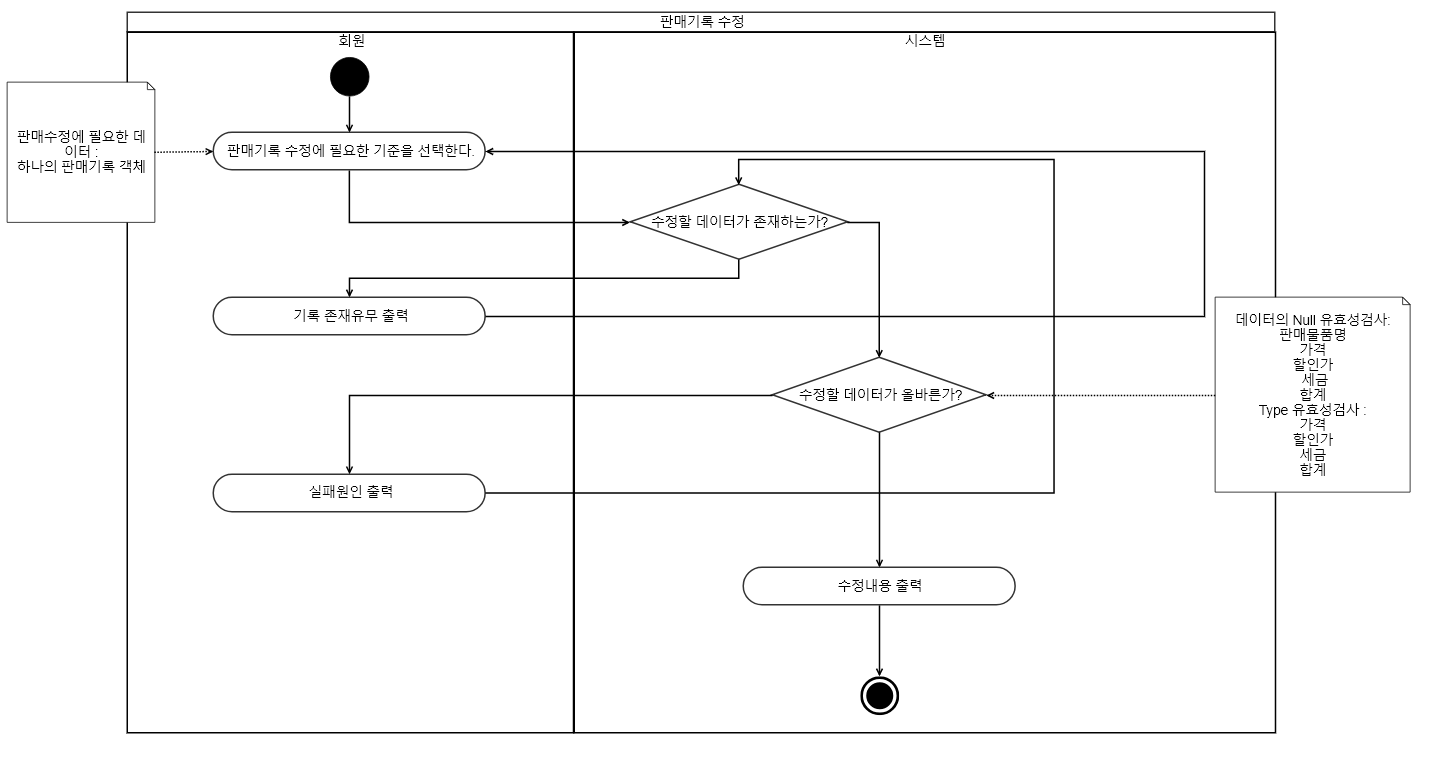 판매기록 수정
회원
시스템
판매수정에 필요한 데
이터 :
하나의 판매기록 객체
판매기록 수정에 필요한 기준을 선택한다.
수정할 데이터가 존재하는가?
기록 존재유무 출력
데이터의 Null 유효성검사:
판매물품명
가격
할인가
세금
합계
Type 유효성검사 :
가격
할인가
세금
합계
수정할 데이터가 올바른가?
실패원인 출력
수정내용 출력